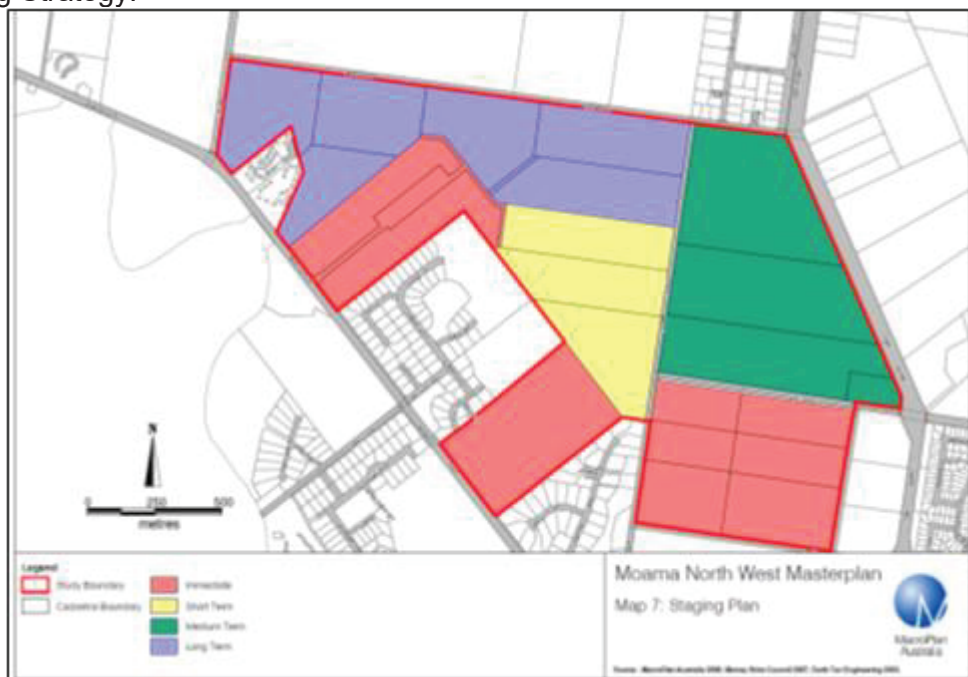 g Strategy.
N
0 250 500
metres
Legend
Study Boundary
Cadastral Boundary
Immediate
Short Term
Medium Term
Long Term
Moama North West Masterplan
Map 7: Staging Plan
MacroPlan
Australia